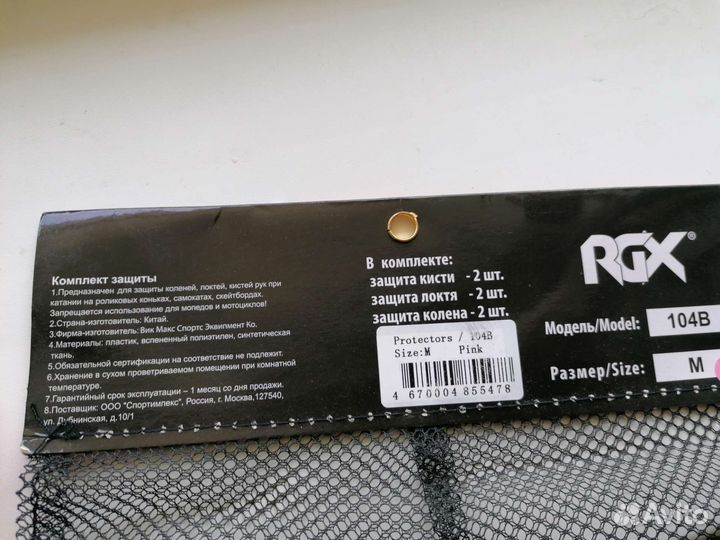 Комплект защиты
1.Предназначен для защиты коленей, локтей, кистей рук при
катании на роликовых коньках, самокатах, скейтбордах.
Запрещается использование для мопедов и мотоциклов!
2.Страна-изготовитель: Китай.
3.Фирма-изготовитель: Вик Макс Спортс Эквипмент Ко.
4.Материалы: пластик, вспененный полиэтилен, синтетическая
ткань.
5.Обязательной сертификации на соответствие не подлежит.
6.Хранение в сухом проветриваемом помещении при комнатной
температуре.
7.Гарантийный срок эксплуатации – 1 месяц со дня продажи.
8.Поставщик: ООО "Спортимпекс", Россия, г. Москва,127540,
ул. Дубнинская, д.10/1
В комплекте:
защита кисти - 2 шт.
защита локтя - 2 шт.
защита колена - 2 шт.
Protectors / 104B
Size:M Pink
4 670004 855478
RGX®
Модель/Model: 104B
Размер/Size: M
Avito